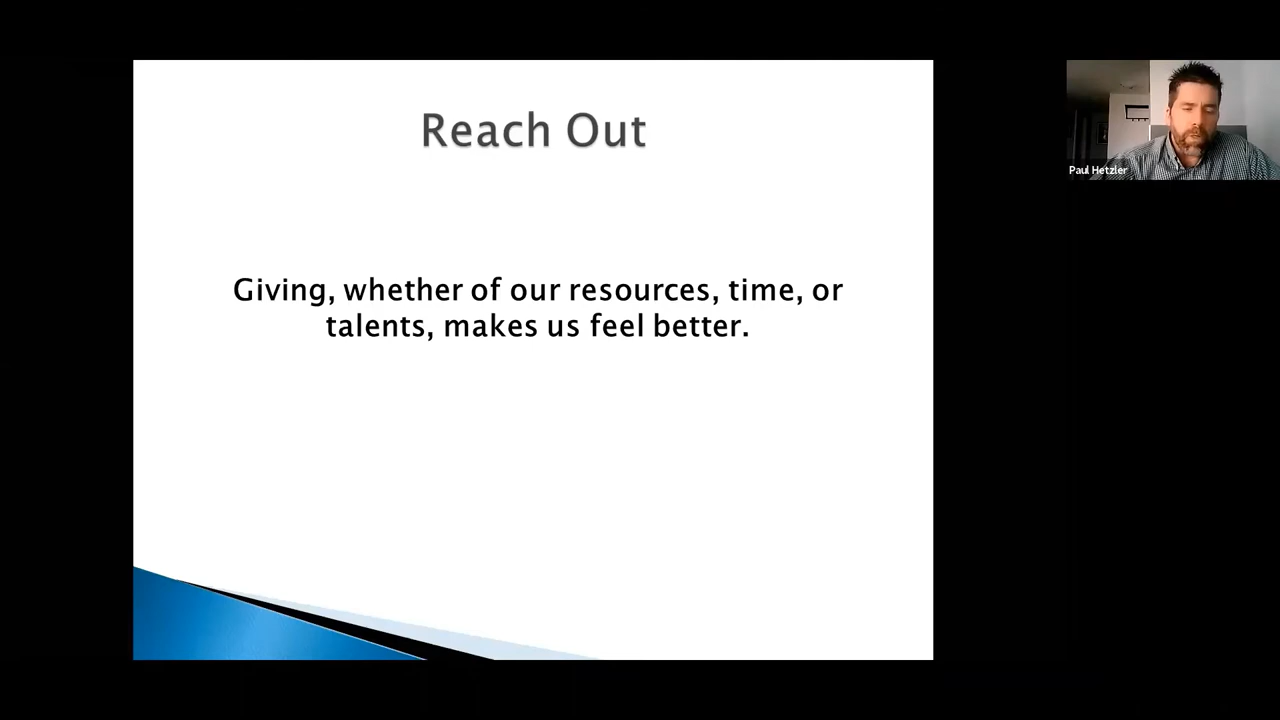 Reach Out
Giving, whether of our resources, time, or
talents, makes us feel better.
Paul Hetzler